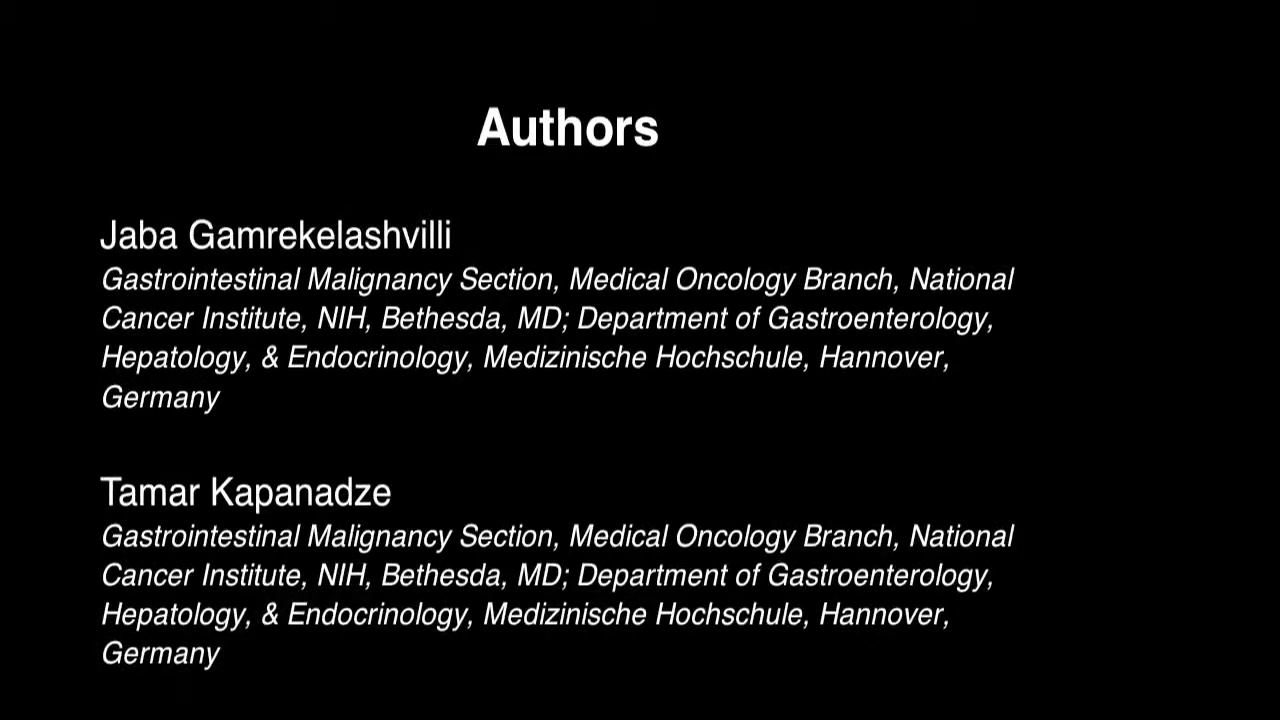 Authors
Jaba Gamrekelashvilli
Gastrointestinal Malignancy Section, Medical Oncology Branch, National
Cancer Institute, NIH, Bethesda, MD; Department of Gastroenterology,
Hepatology, & Endocrinology, Medizinische Hochschule, Hannover,
Germany
Tamar Kapanadze
Gastrointestinal Malignancy Section, Medical Oncology Branch, National
Cancer Institute, NIH, Bethesda, MD; Department of Gastroenterology,
Hepatology, & Endocrinology, Medizinische Hochschule, Hannover,
Germany